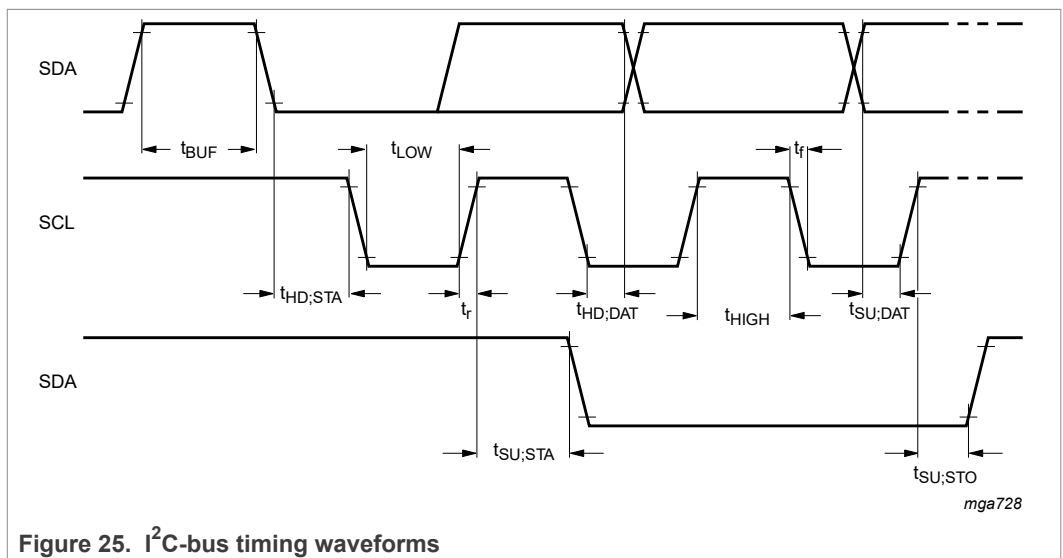 SDA
tBUF
tLOW
tf
SCL
tHD;STA
tr
tHD;DAT
tHIGH
tSU;DAT
SDA
tSU;STA
tSU;STO
mga728
Figure 25. I²C-bus timing waveforms